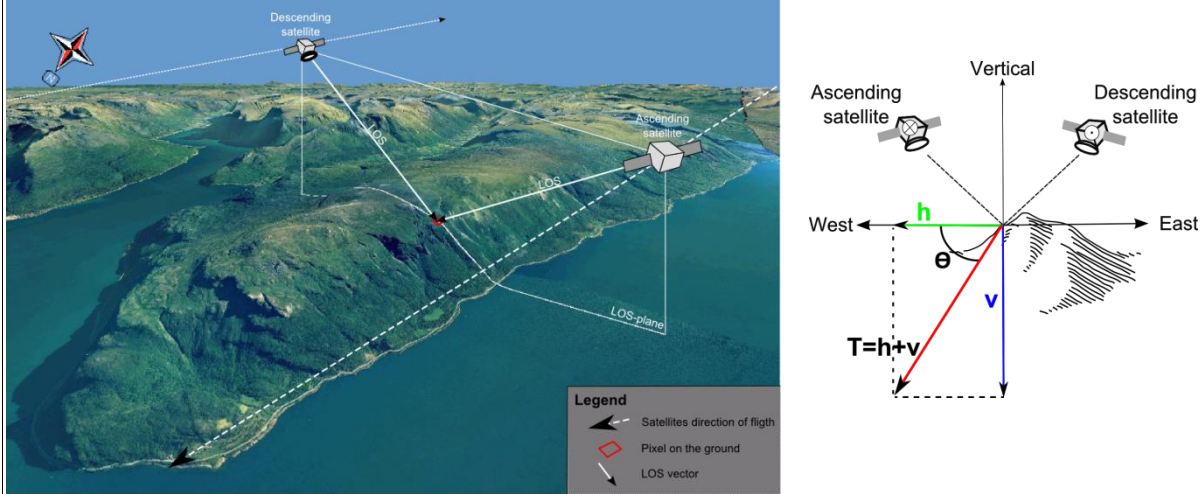 Descending
satellite
N
LOS
Ascending
satellite
LOS
LOS-plane
Legend
Satellites direction of fligth
Pixel on the ground
LOS vector
Vertical
Ascending
satellite
Descending
satellite
h
West
East
Θ
v
T=h+v